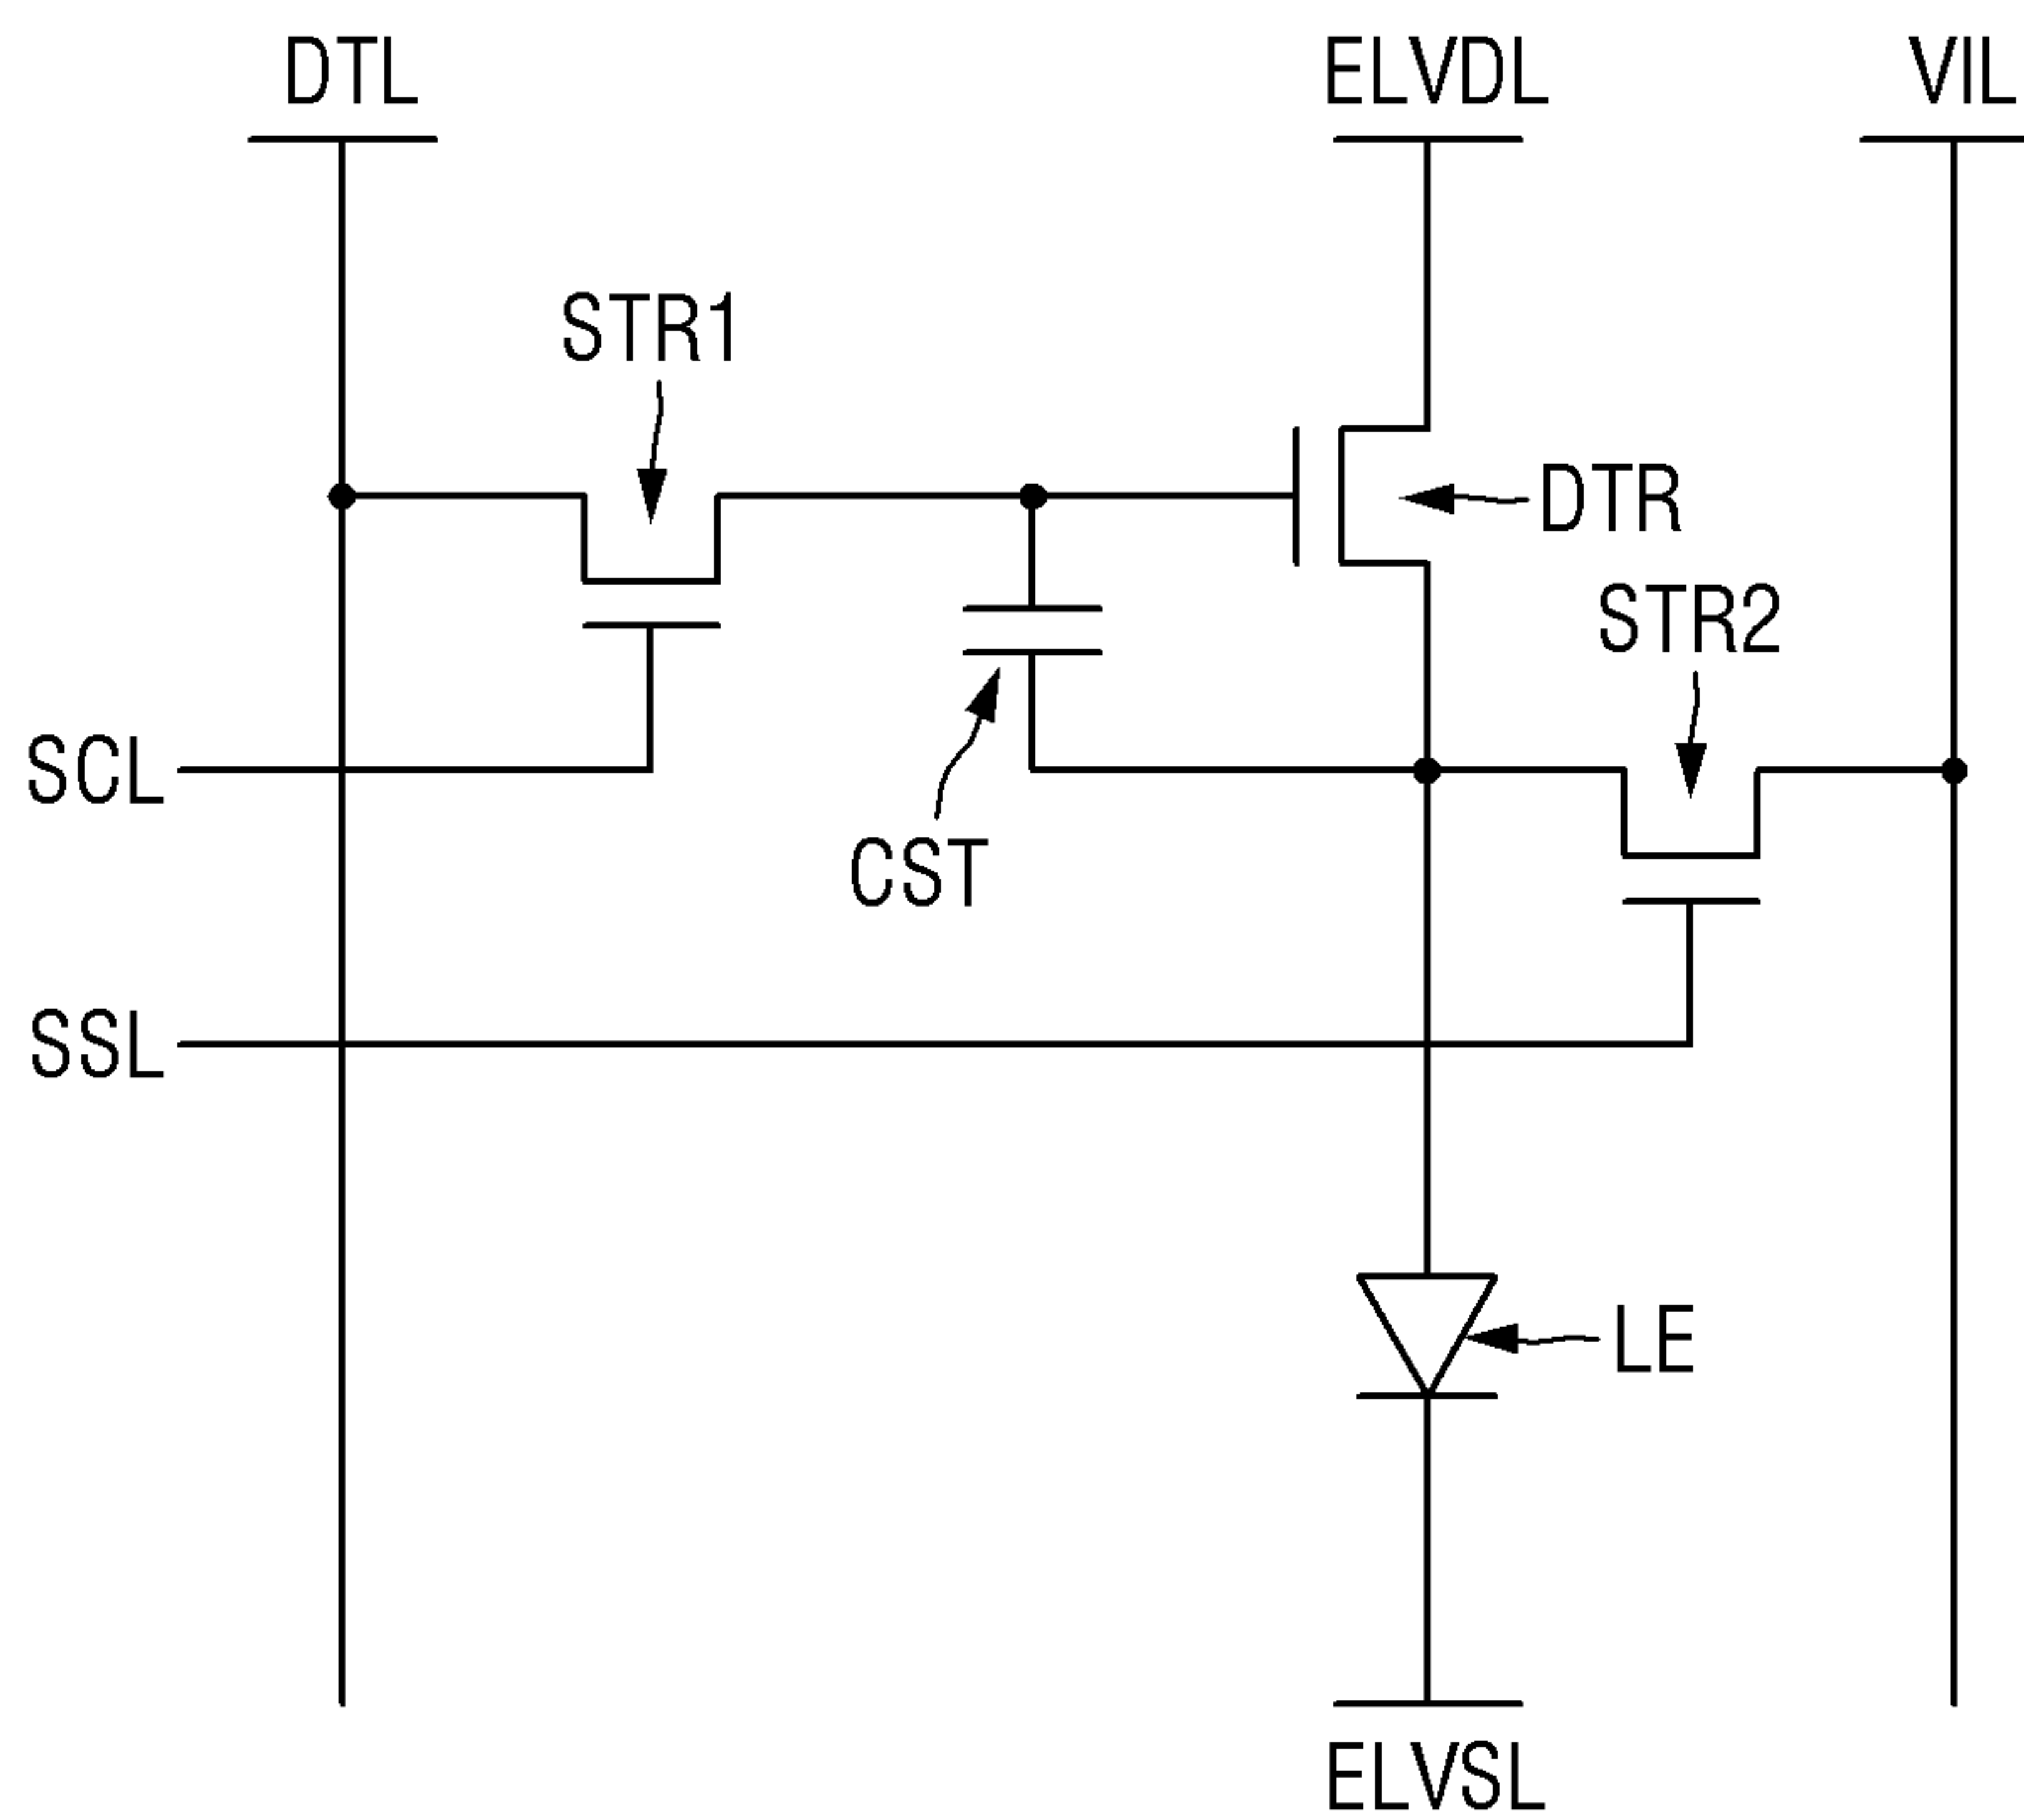 DTL
ELVDL
VIL
STR1
DTR
STR2
SCL
CST
SSL
LE
ELVSL